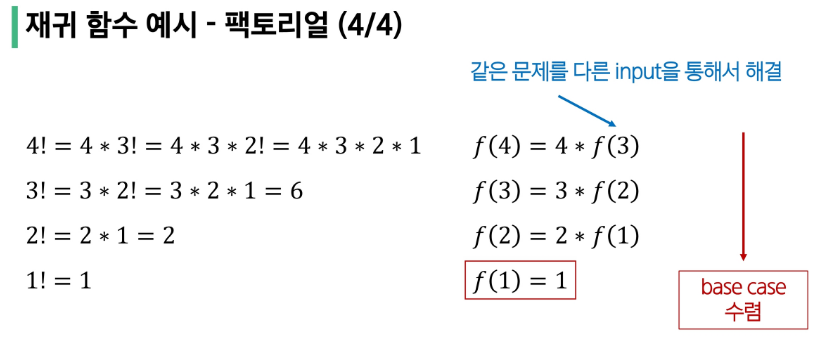 재귀 함수 예시 - 팩토리얼 (4/4)
같은 문제를 다른 input을 통해서 해결
4! = 4 ∗ 3! = 4 ∗ 3 ∗ 2! = 4 ∗ 3 ∗ 2 ∗ 1
f(4) = 4 ∗ f(3)
3! = 3 ∗ 2! = 3 ∗ 2 ∗ 1 = 6
f(3) = 3 ∗ f(2)
2! = 2 ∗ 1 = 2
f(2) = 2 ∗ f(1)
1! = 1
f(1) = 1
base case
수렴